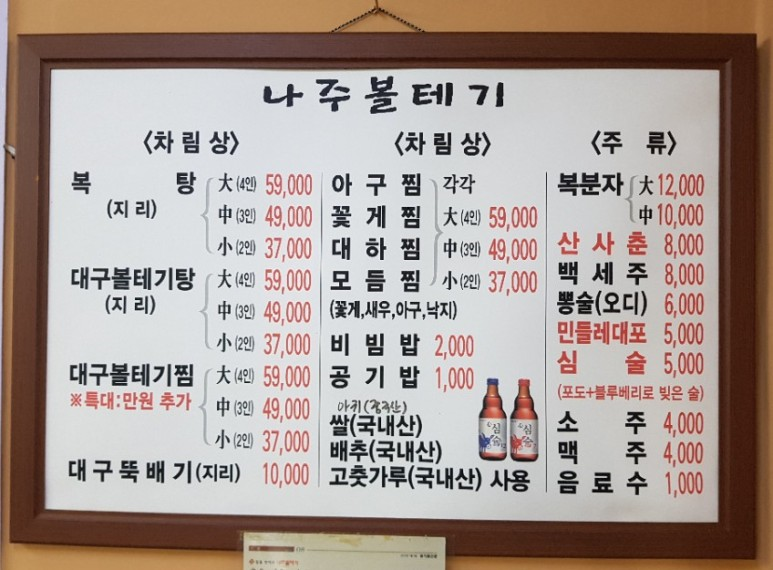 나주볼테기
<차림상>
복 탕 大(4인) 59,000
(지리) 中(3인) 49,000
小(2인) 37,000
대구볼테기탕 大(4인) 59,000
(지리) 中(3인) 49,000
小(2인) 37,000
대구볼테기찜 大(4인) 59,000
※특대:만원 추가 中(3인) 49,000
小(2인) 37,000
대구뚝배기(지리) 10,000
<차림상>
아구찜 각각
꽃게찜 大(4인) 59,000
대하찜 中(3인) 49,000
모듬찜 小(2인) 37,000
(꽃게,새우,아구,낙지)
비빔밥 2,000
공기밥 1,000
쌀(국내산)
배추(국내산)
고춧가루(국내산) 사용
<주 류>
복분자 大 12,000
中 10,000
산사춘 8,000
백세주 8,000
뽕술(오디) 6,000
민들레대포 5,000
심 술 5,000
(포도+블루베리로 빚은 술)
소 주 4,000
맥 주 4,000
음료수 1,000